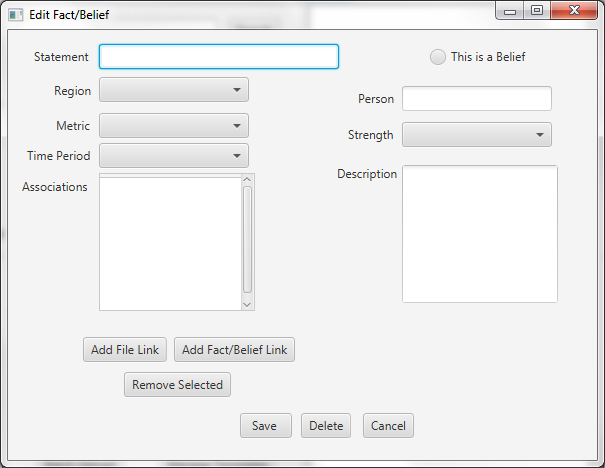 Edit Fact/Belief
Statement
This is a Belief
Region
Person
Metric
Strength
Time Period
Description
Associations
Add File Link
Add Fact/Belief Link
Remove Selected
Save
Delete
Cancel